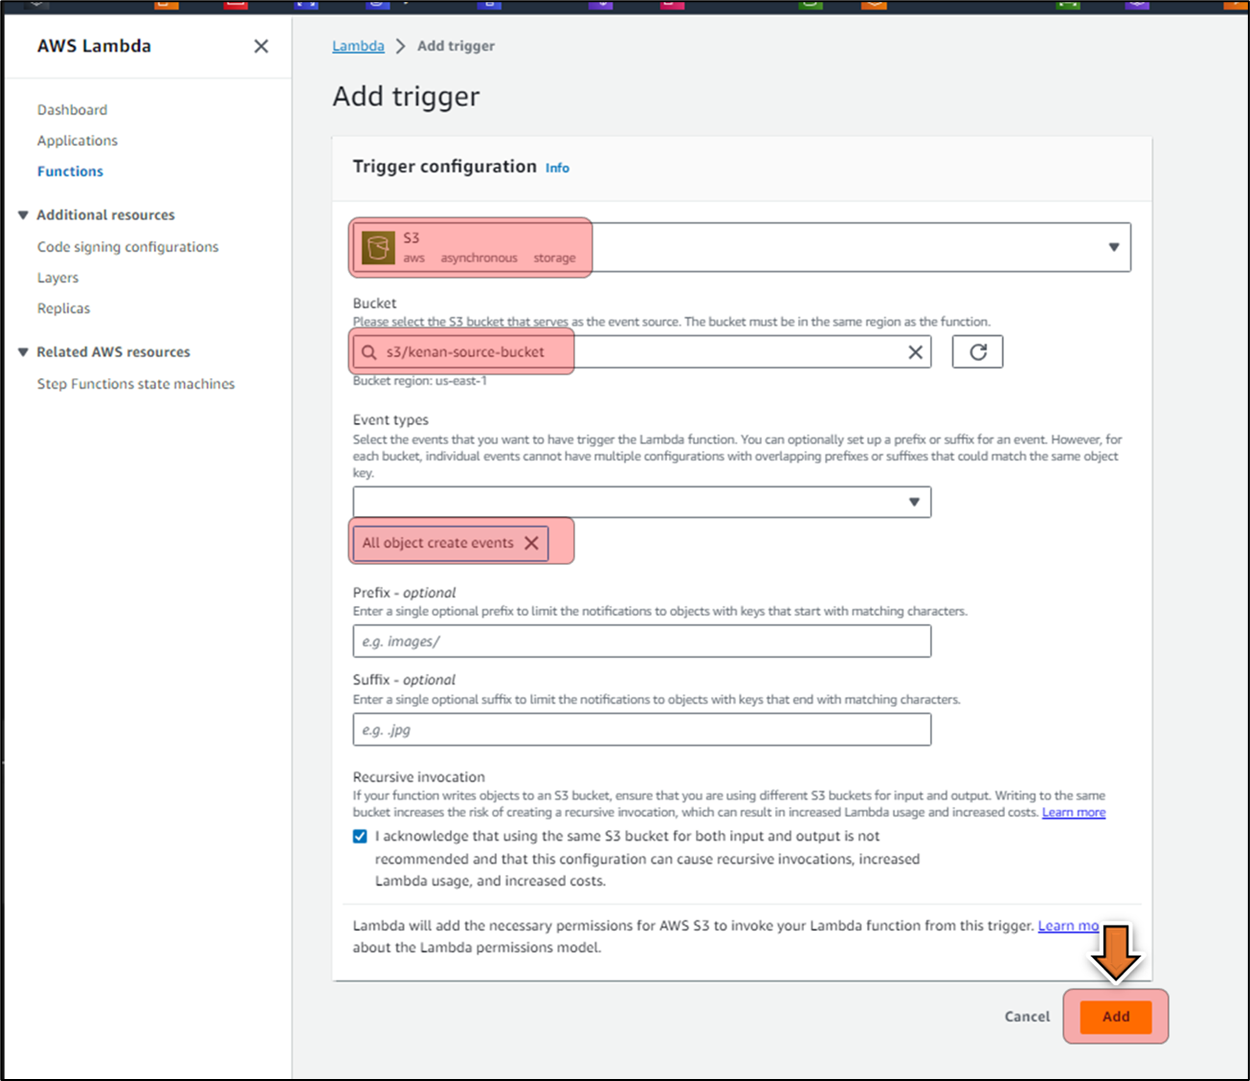 AWS Lambda
Dashboard
Applications
Functions
Additional resources
Code signing configurations
Layers
Replicas
Related AWS resources
Step Functions state machines
Lambda > Add trigger
Add trigger
Trigger configuration Info
S3
aws asynchronous storage
Bucket
Please select the S3 bucket that serves as the event source. The bucket must be in the same region as the function.
s3/kenan-source-bucket
Bucket region: us-east-1
Event types
Select the events that you want to have trigger the Lambda function. You can optionally set up a prefix or suffix for an event. However, for
each bucket, individual events cannot have multiple configurations with overlapping prefixes or suffixes that could match the same object
key.
All object create events
Prefix - optional
Enter a single optional prefix to limit the notifications to objects with keys that start with matching characters.
e.g. images/
Suffix - optional
Enter a single optional suffix to limit the notifications to objects with keys that end with matching characters.
e.g. .jpg
Recursive invocation
If your function writes objects to an S3 bucket, ensure that you are using different S3 buckets for input and output. Writing to the same
bucket increases the risk of creating a recursive invocation, which can result in increased Lambda usage and increased costs. Learn more
I acknowledge that using the same S3 bucket for both input and output is not
recommended and that this configuration can cause recursive invocations, increased
Lambda usage, and increased costs.
Lambda will add the necessary permissions for AWS S3 to invoke your Lambda function from this trigger. Learn mo
about the Lambda permissions model.
Cancel
Add